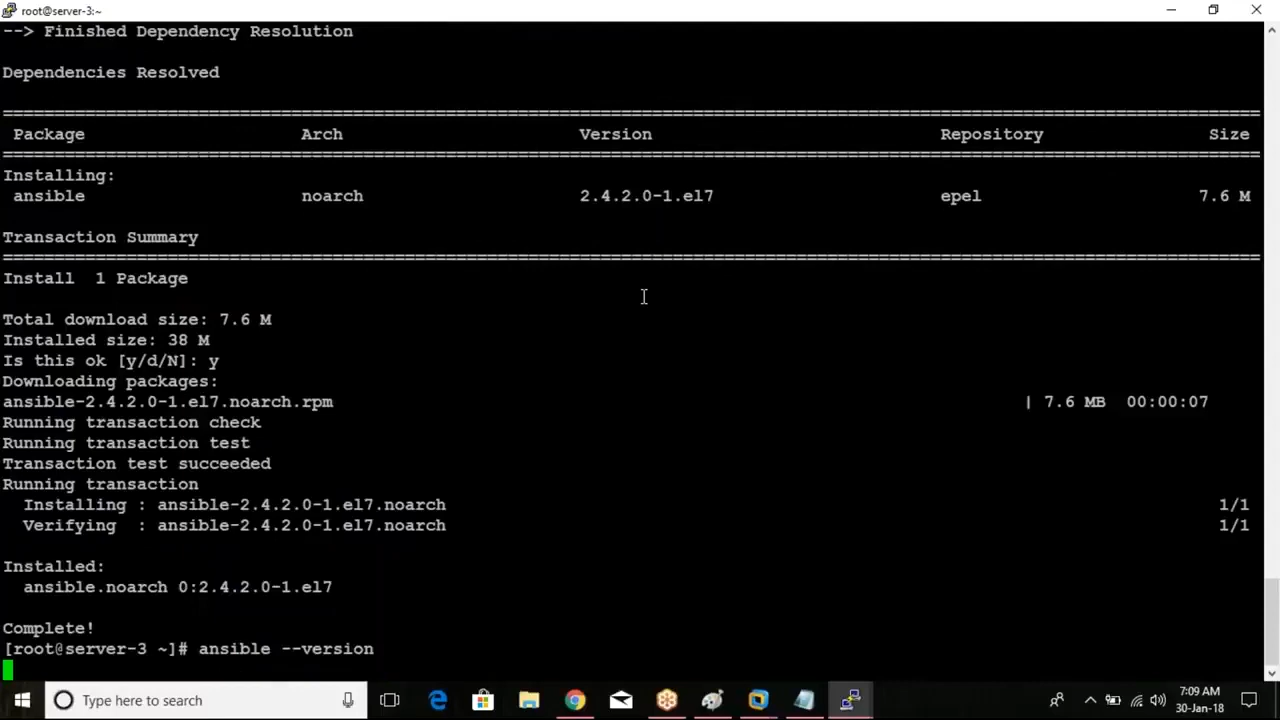 root@server-3:~
--> Finished Dependency Resolution
Dependencies Resolved
================================================================================
Package Arch Version Repository Size
================================================================================
Installing:
ansible noarch 2.4.2.0-1.el7 epel 7.6 M
Transaction Summary
================================================================================
Install 1 Package
Total download size: 7.6 M
Installed size: 38 M
Is this ok [y/d/N]: y
Downloading packages:
ansible-2.4.2.0-1.el7.noarch.rpm | 7.6 MB 00:00:07
Running transaction check
Running transaction test
Transaction test succeeded
Running transaction
Installing : ansible-2.4.2.0-1.el7.noarch 1/1
Verifying : ansible-2.4.2.0-1.el7.noarch 1/1
Installed:
ansible.noarch 0:2.4.2.0-1.el7
Complete!
[root@server-3 ~]# ansible --version
Type here to search
7:09 AM
30-Jan-18